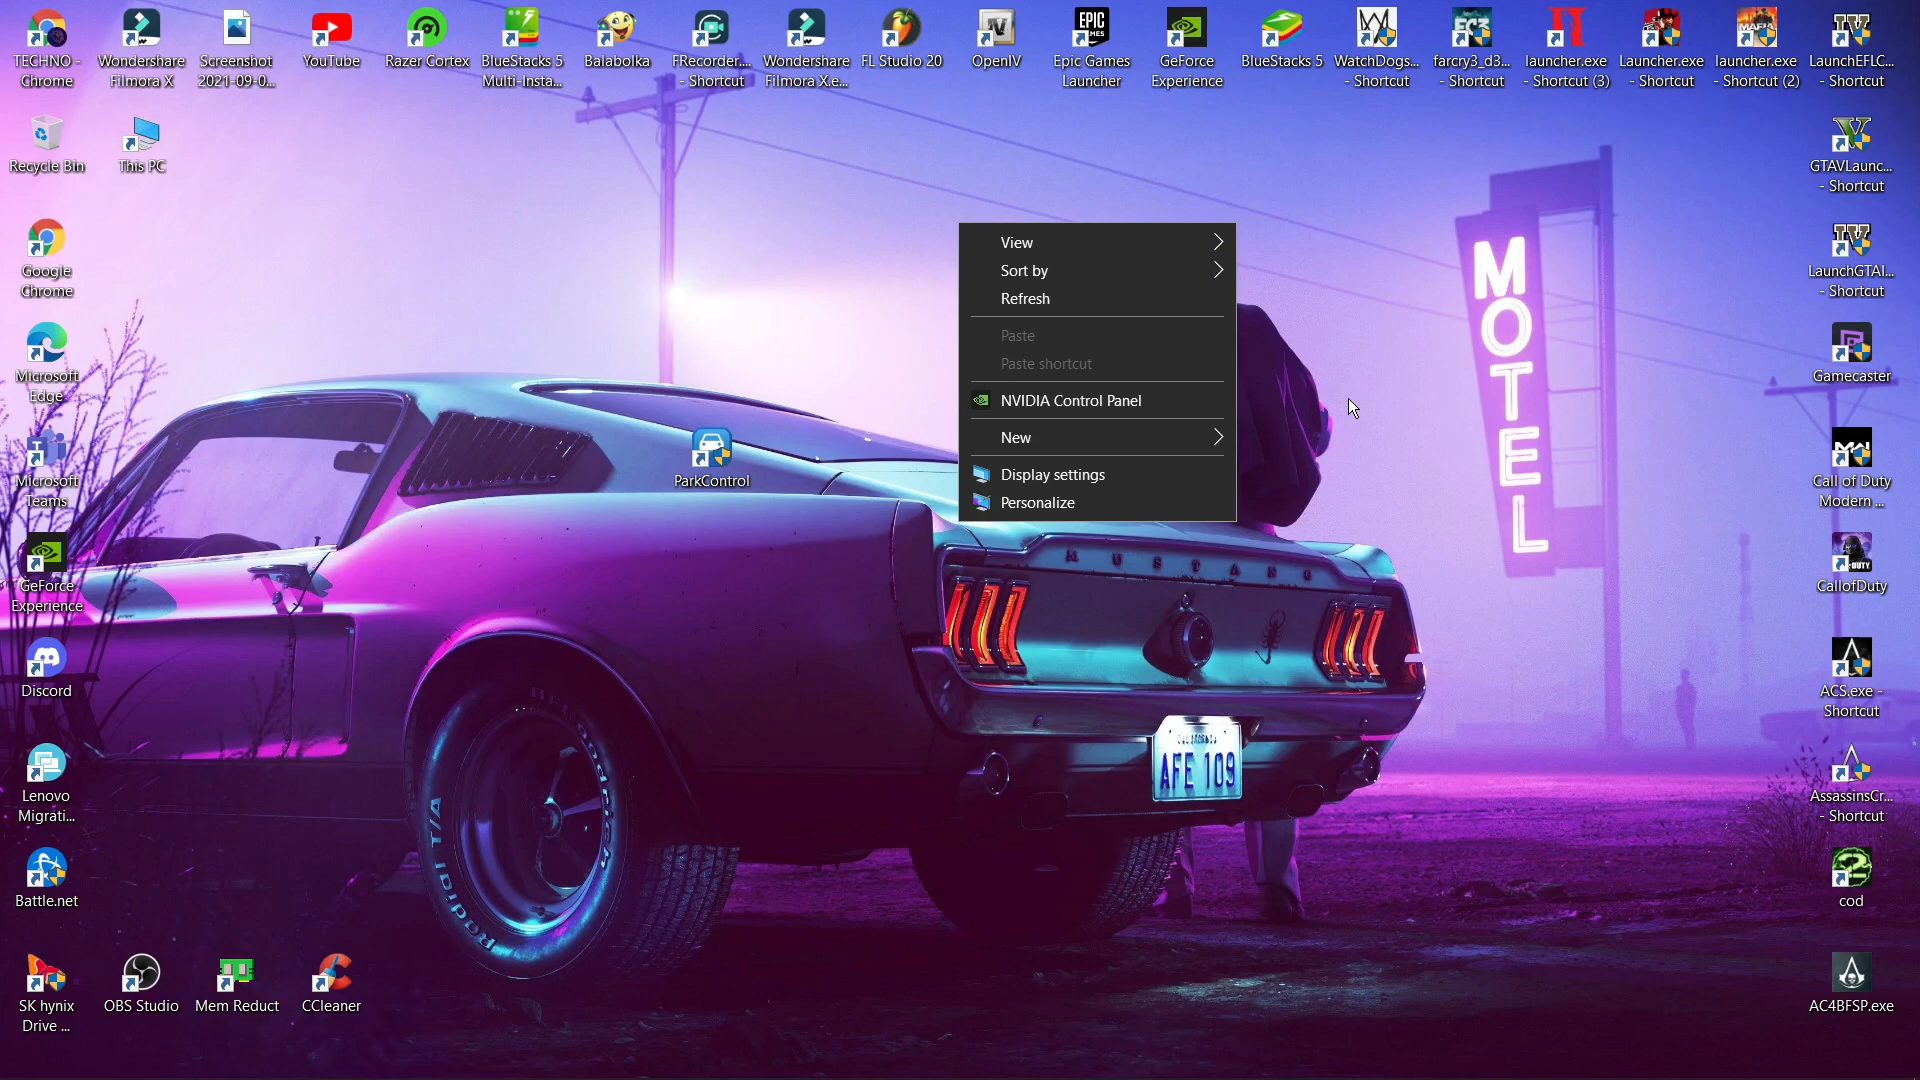 TECHNO - Chrome
Wondershare Filmora X
Screenshot 2021-09-0...
YouTube
Razer Cortex
BlueStacks 5 Multi-Insta...
Balabolka
FRecorder.... - Shortcut
Wondershare Filmora X.e...
FL Studio 20
OpenIV
Epic Games Launcher
GeForce Experience
BlueStacks 5
WatchDogs... - Shortcut
farcry3_d3... - Shortcut
launcher.exe - Shortcut (3)
Launcher.exe - Shortcut
launcher.exe - Shortcut (2)
LaunchEFLC... - Shortcut
Recycle Bin
This PC
GTAVLaunc... - Shortcut
Google Chrome
LaunchGTAI... - Shortcut
Microsoft Edge
Gamecaster
Microsoft Teams
ParkControl
Call of Duty Modern ...
GeForce Experience
CallofDuty
Discord
ACS.exe - Shortcut
Lenovo Migrati...
AssassinsCr... - Shortcut
Battle.net
cod
SK hynix Drive ...
OBS Studio
Mem Reduct
CCleaner
AC4BFSP.exe
View
Sort by
Refresh
Paste
Paste shortcut
NVIDIA Control Panel
New
Display settings
Personalize
MOTEL
MUSTANG
CALIFORNIA
AFE 109
Radial T/A
BFGoodrich